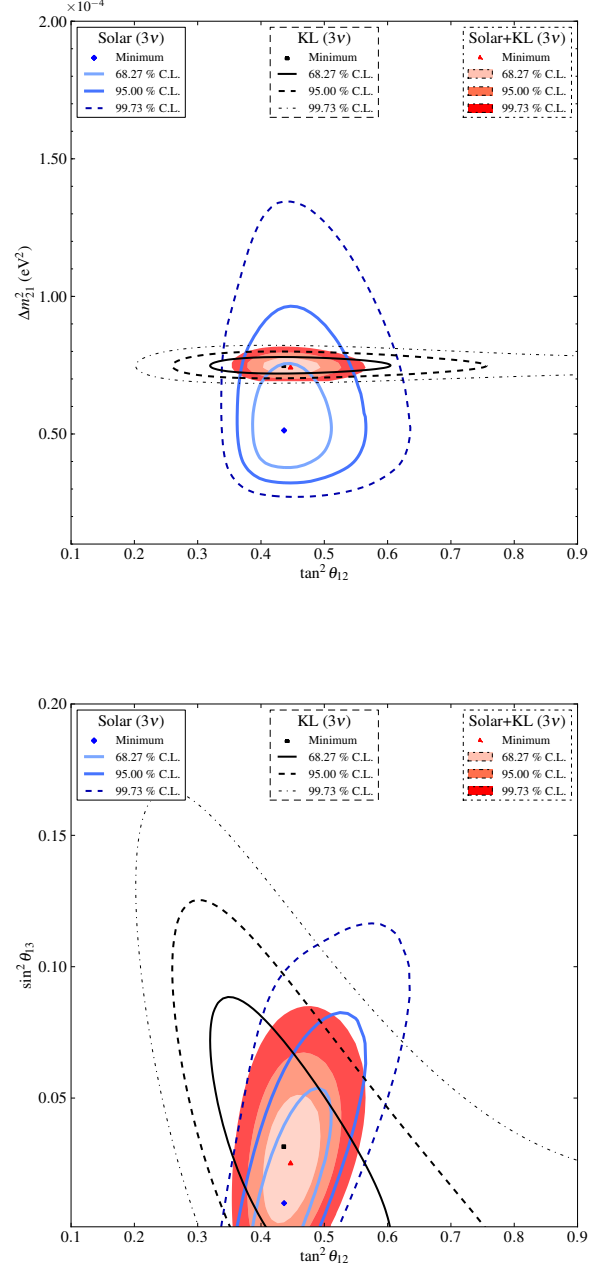 ×10⁻⁴
2.00
Solar (3ν)
Minimum
68.27 % C.L.
95.00 % C.L.
99.73 % C.L.
KL (3ν)
Minimum
68.27 % C.L.
95.00 % C.L.
99.73 % C.L.
Solar+KL (3ν)
Minimum
68.27 % C.L.
95.00 % C.L.
99.73 % C.L.
1.50
1.00
0.50
Δm²₂₁ (eV²)
0.1 0.2 0.3 0.4 0.5 0.6 0.7 0.8 0.9
tan² θ₁₂
0.20
Solar (3ν)
Minimum
68.27 % C.L.
95.00 % C.L.
99.73 % C.L.
KL (3ν)
Minimum
68.27 % C.L.
95.00 % C.L.
99.73 % C.L.
Solar+KL (3ν)
Minimum
68.27 % C.L.
95.00 % C.L.
99.73 % C.L.
0.15
0.10
0.05
sin² θ₁₃
0.1 0.2 0.3 0.4 0.5 0.6 0.7 0.8 0.9
tan² θ₁₂